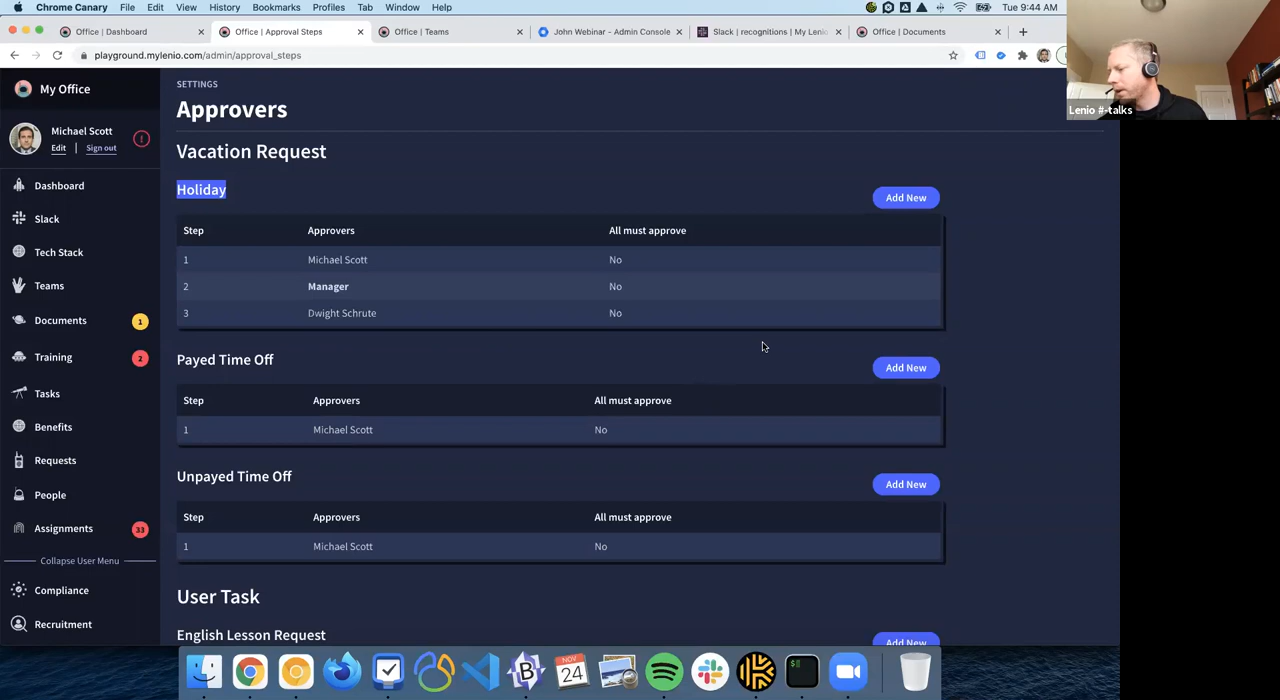 Chrome Canary File Edit View History Bookmarks Profiles Tab Window Help Tue 9:44 AM
Office | Dashboard Office | Approval Steps Office | Teams John Webinar - Admin Console Slack | recognitions | My Leni Office | Documents
playground.mylenio.com/admin/approval_steps
Lenio #-talks
My Office
Michael Scott
Edit | Sign out
Dashboard
Slack
Tech Stack
Teams
Documents 1
Training 2
Tasks
Benefits
Requests
People
Assignments 33
Collapse User Menu
Compliance
Recruitment
SETTINGS
Approvers
Vacation Request
Holiday
Add New
Step Approvers All must approve
1 Michael Scott No
2 Manager No
3 Dwight Schrute No
Payed Time Off
Add New
Step Approvers All must approve
1 Michael Scott No
Unpayed Time Off
Add New
Step Approvers All must approve
1 Michael Scott No
User Task
English Lesson Request
Add New
NOV
24